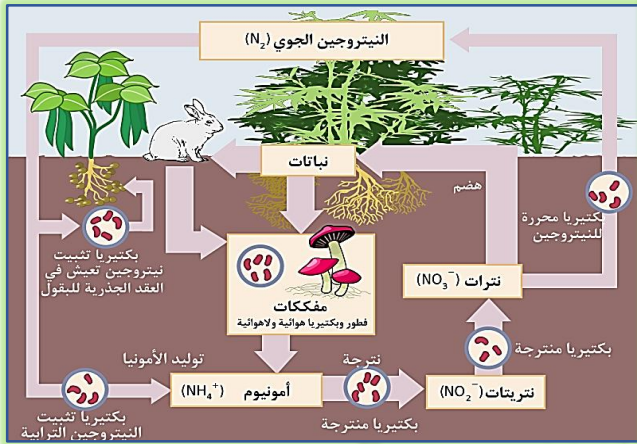 النيتروجين الجوي (N₂)
نباتات
هضم
بكتيريا محررة
للنيتروجين
بكتيريا تثبيت
نيتروجين تعيش في
العقد الجذرية للبقول
مفككات
فطور وبكتيريا هوائية ولاهوائية
نترات (NO₃⁻)
بكتيريا منترجة
توليد الأمونيا
أمونيوم (NH₄⁺)
نترجة
بكتيريا منترجة
نتريتات (NO₂⁻)
بكتيريا تثبيت
النيتروجين الترابية